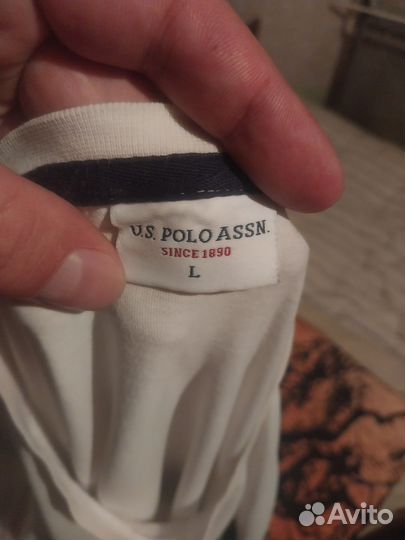 U.S. POLO ASSN.
SINCE 1890
L
Avito